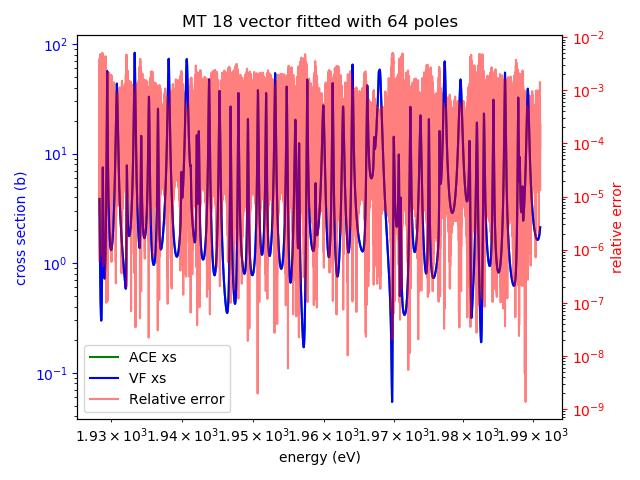 MT 18 vector fitted with 64 poles
10² 10¹ 10⁰ 10⁻¹
cross section (b)
10⁻² 10⁻³ 10⁻⁴ 10⁻⁵ 10⁻⁶ 10⁻⁷ 10⁻⁸ 10⁻⁹
relative error
ACE xs
VF xs
Relative error
1.93 × 10³ 1.94 × 10³ 1.95 × 10³ 1.96 × 10³ 1.97 × 10³ 1.98 × 10³ 1.99 × 10³
energy (eV)